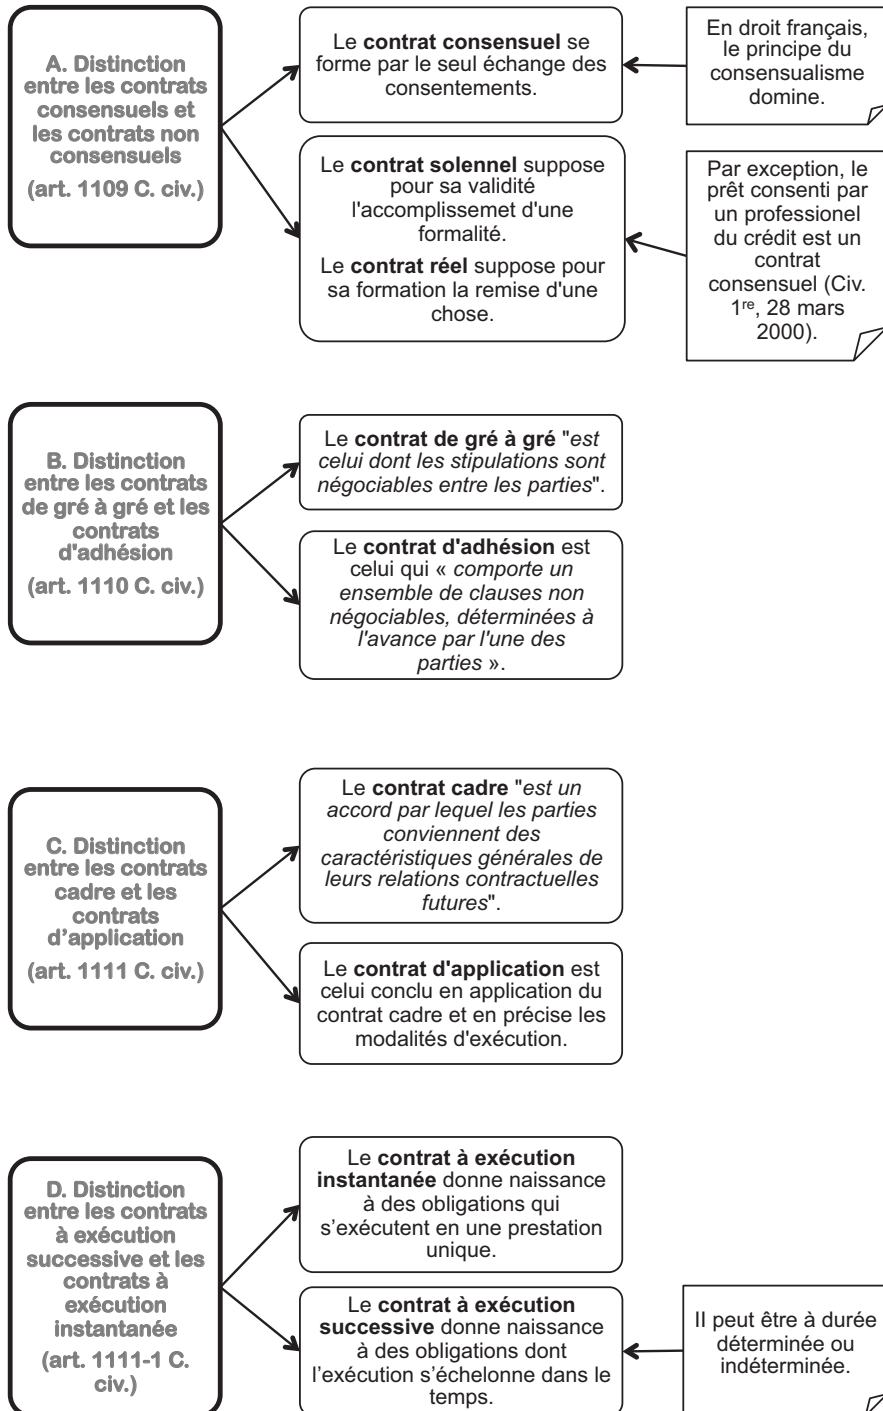 A. Distinction
entre les contrats
consensuels et
les contrats non
consensuels
(art. 1109 C. civ.)
Le contrat consensuel se
forme par le seul échange des
consentements.
En droit français,
le principe du
consensualisme
domine.
Le contrat solennel suppose
pour sa validité
l'accomplissemet d'une
formalité.
Le contrat réel suppose pour
sa formation la remise d'une
chose.
Par exception, le
prêt consenti par
un professionel
du crédit est un
contrat
consensuel (Civ.
1re, 28 mars
2000).
B. Distinction
entre les contrats
de gré à gré et les
contrats
d'adhésion
(art. 1110 C. civ.)
Le contrat de gré à gré "est
celui dont les stipulations sont
négociables entre les parties".
Le contrat d'adhésion est
celui qui « comporte un
ensemble de clauses non
négociables, déterminées à
l'avance par l'une des
parties ».
C. Distinction
entre les contrats
cadre et les
contrats
d’application
(art. 1111 C. civ.)
Le contrat cadre "est un
accord par lequel les parties
conviennent des
caractéristiques générales de
leurs relations contractuelles
futures".
Le contrat d'application est
celui conclu en application du
contrat cadre et en précise les
modalités d'exécution.
D. Distinction
entre les contrats
à exécution
successive et les
contrats à
exécution
instantanée
(art. 1111-1 C.
civ.)
Le contrat à exécution
instantanée donne naissance
à des obligations qui
s’exécutent en une prestation
unique.
Le contrat à exécution
successive donne naissance
à des obligations dont
l’exécution s’échelonne dans le
temps.
Il peut être à durée
déterminée ou
indéterminée.